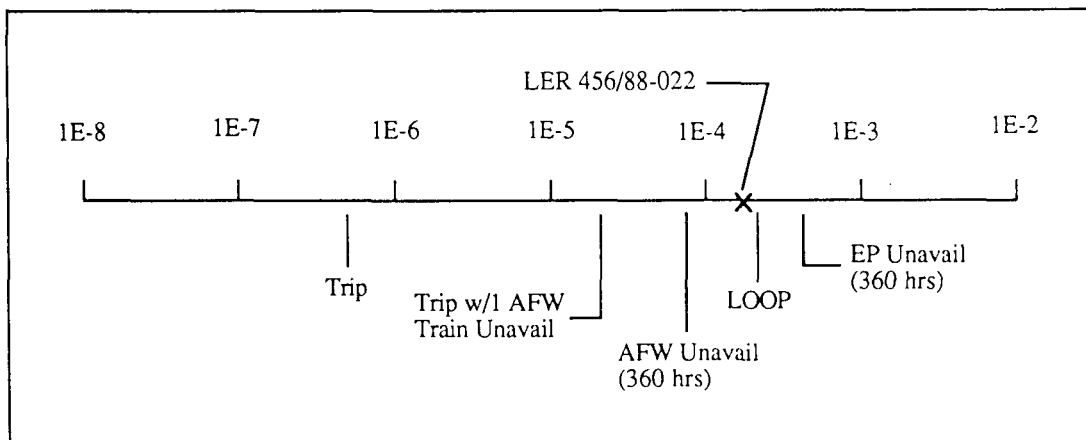 LER 456/88-022
1E-8 1E-7 1E-6 1E-5 1E-4 1E-3 1E-2
Trip
Trip w/1 AFW
Train Unavail
AFW Unavail
(360 hrs)
LOOP
EP Unavail
(360 hrs)